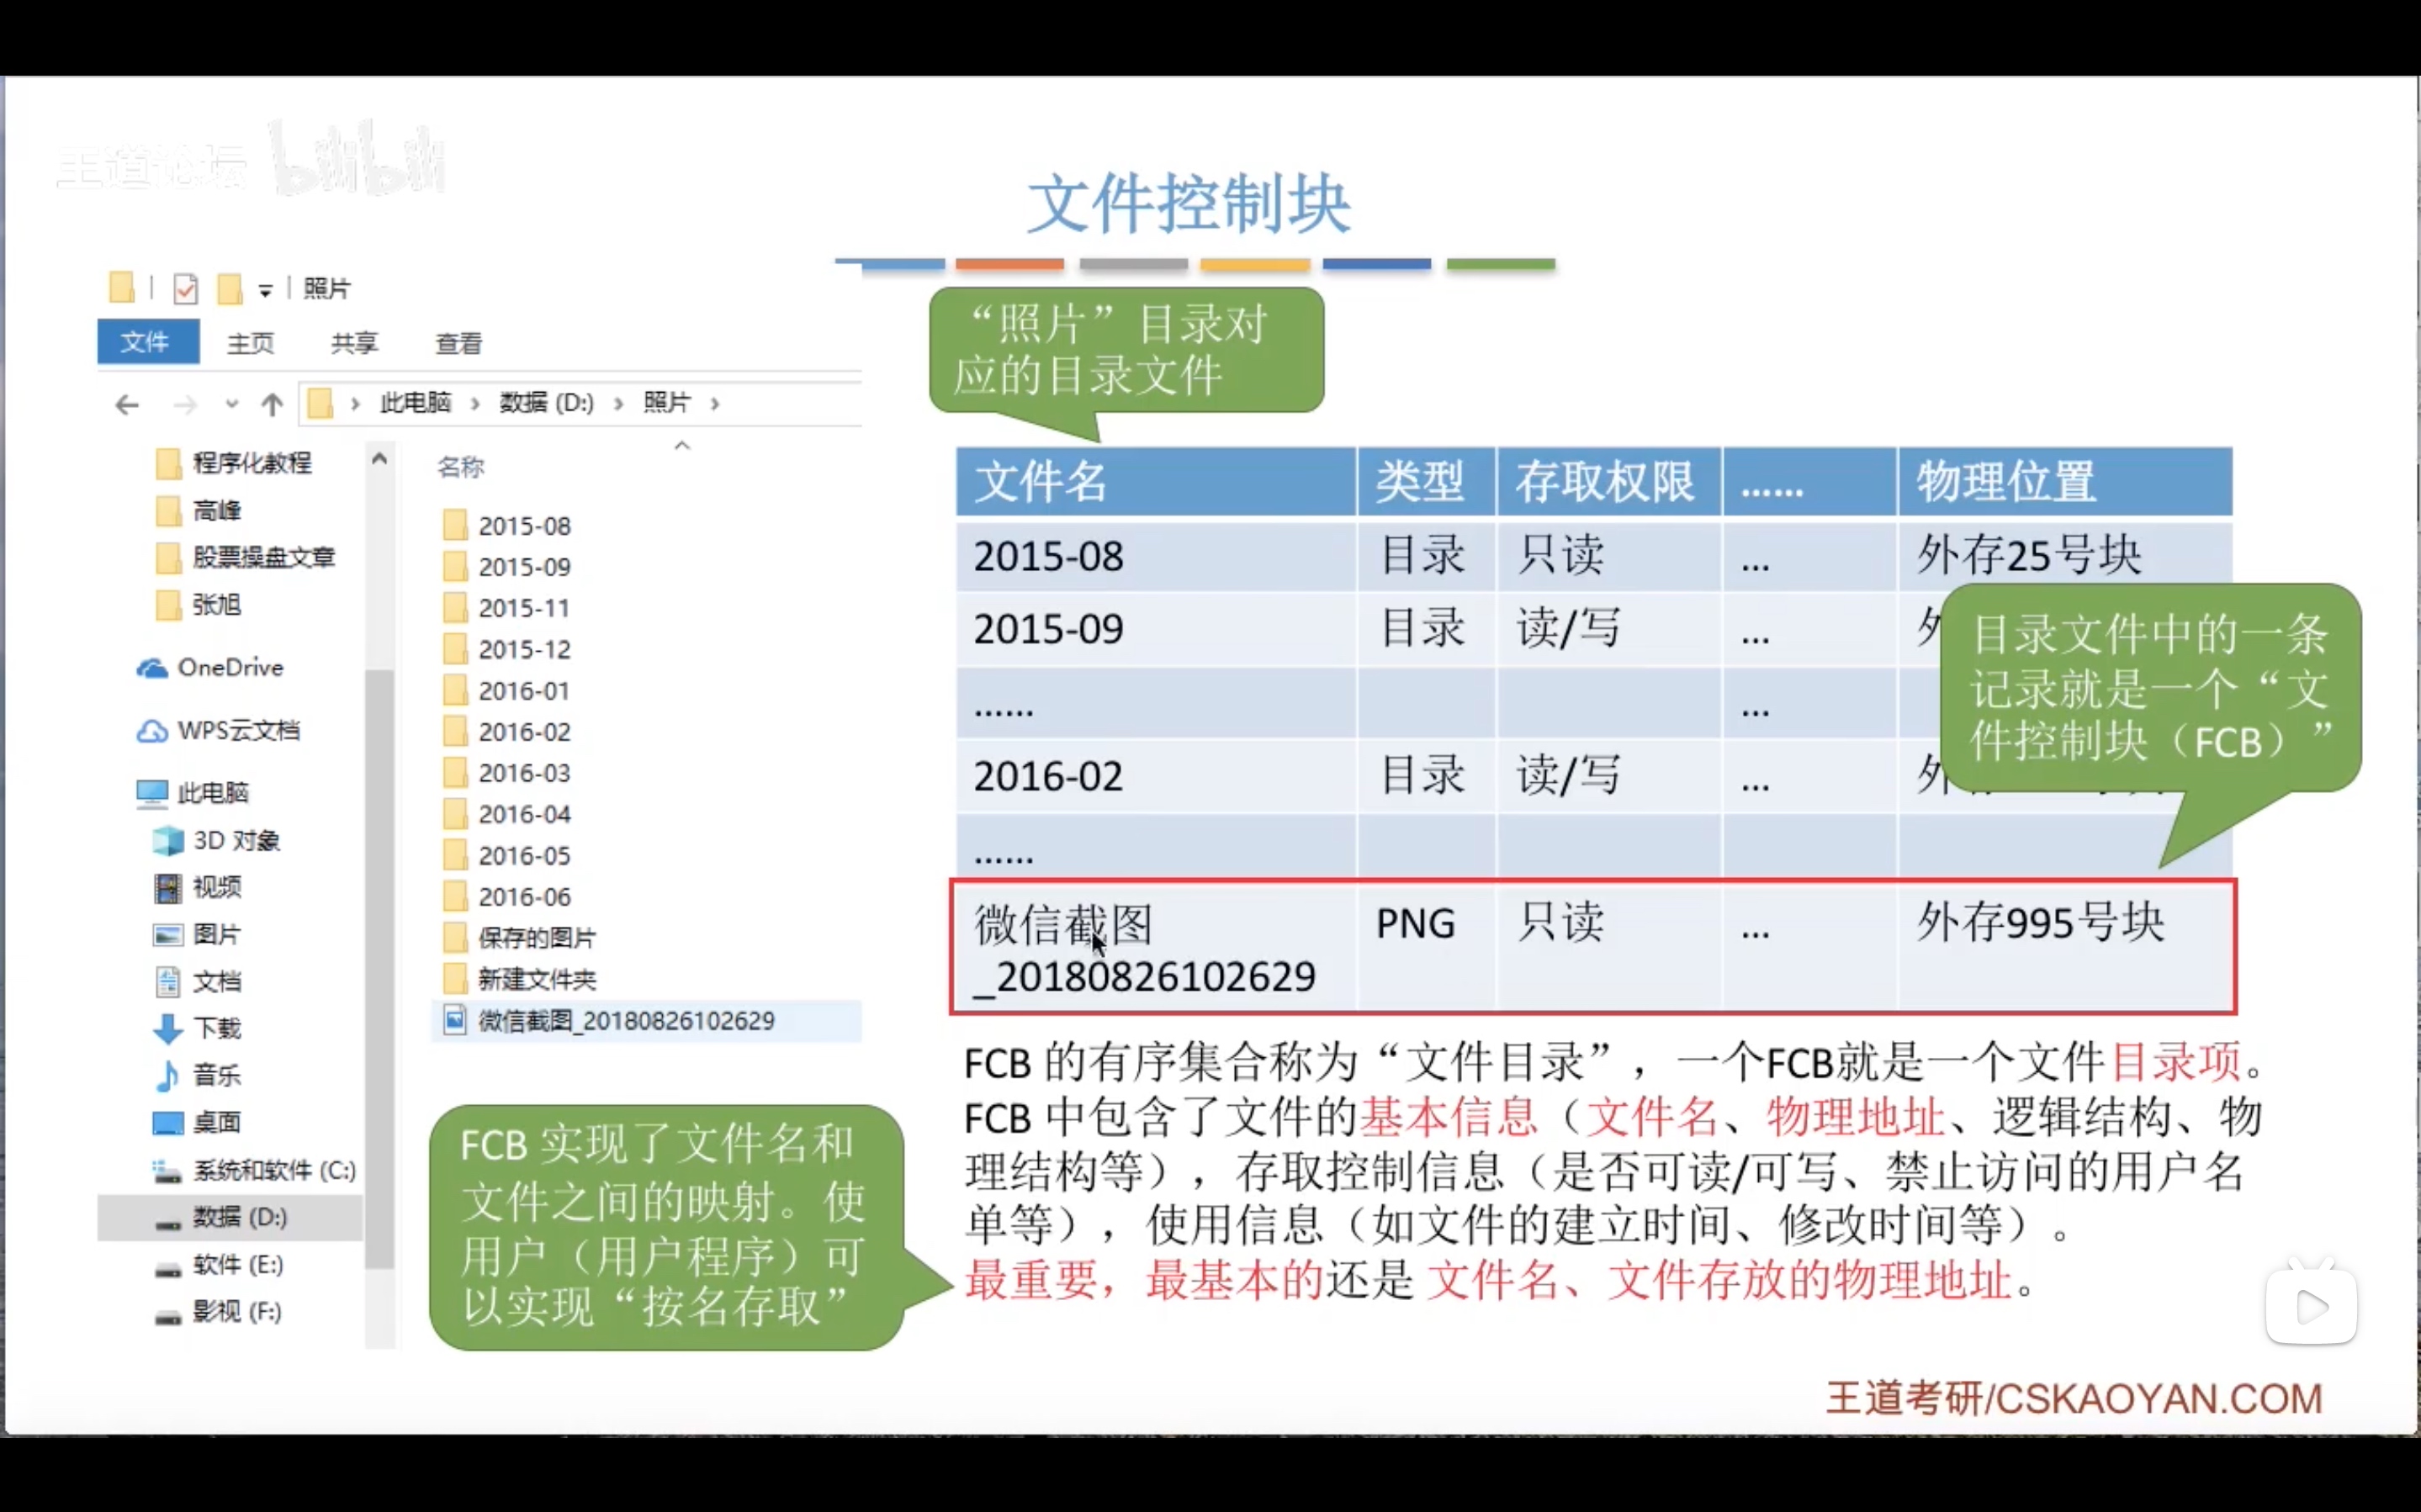 王道论坛 bilibili
文件控制块
照片
文件 主页 共享 查看
此电脑 数据 (D:) 照片
程序化教程
高峰
股票操盘文章
张旭
OneDrive
WPS云文档
此电脑
3D 对象
视频
图片
文档
下载
音乐
桌面
系统和软件 (C:)
数据 (D:)
软件 (E:)
影视 (F:)
名称
2015-08
2015-09
2015-11
2015-12
2016-01
2016-02
2016-03
2016-04
2016-05
2016-06
保存的图片
新建文件夹
微信截图_20180826102629
“照片”目录对
应的目录文件
文件名 类型 存取权限 …… 物理位置
2015-08 目录 只读 … 外存25号块
2015-09 目录 读/写 … 外
…… …
2016-02 目录 读/写 … 外
……
微信截图 PNG 只读 … 外存995号块
_20180826102629
目录文件中的一条
记录就是一个“文
件控制块（FCB）”
FCB 的有序集合称为“文件目录”，一个FCB就是一个文件目录项。
FCB 中包含了文件的基本信息（文件名、物理地址、逻辑结构、物
理结构等），存取控制信息（是否可读/可写、禁止访问的用户名
单等），使用信息（如文件的建立时间、修改时间等）。
最重要，最基本的还是 文件名、文件存放的物理地址。
FCB 实现了文件名和
文件之间的映射。使
用户（用户程序）可
以实现“按名存取”
王道考研/CSKAOYAN.COM